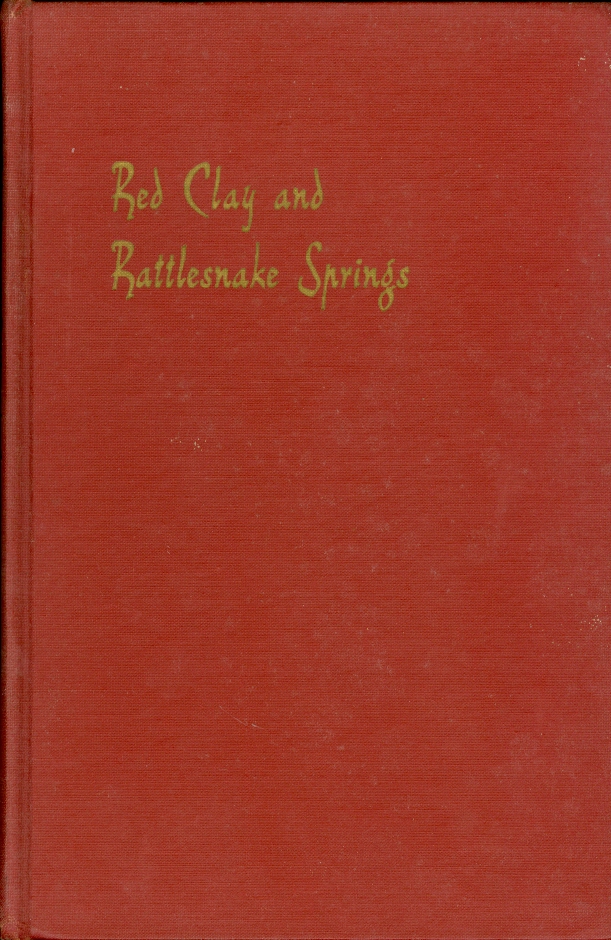 Red Clay and
Rattlesnake Springs